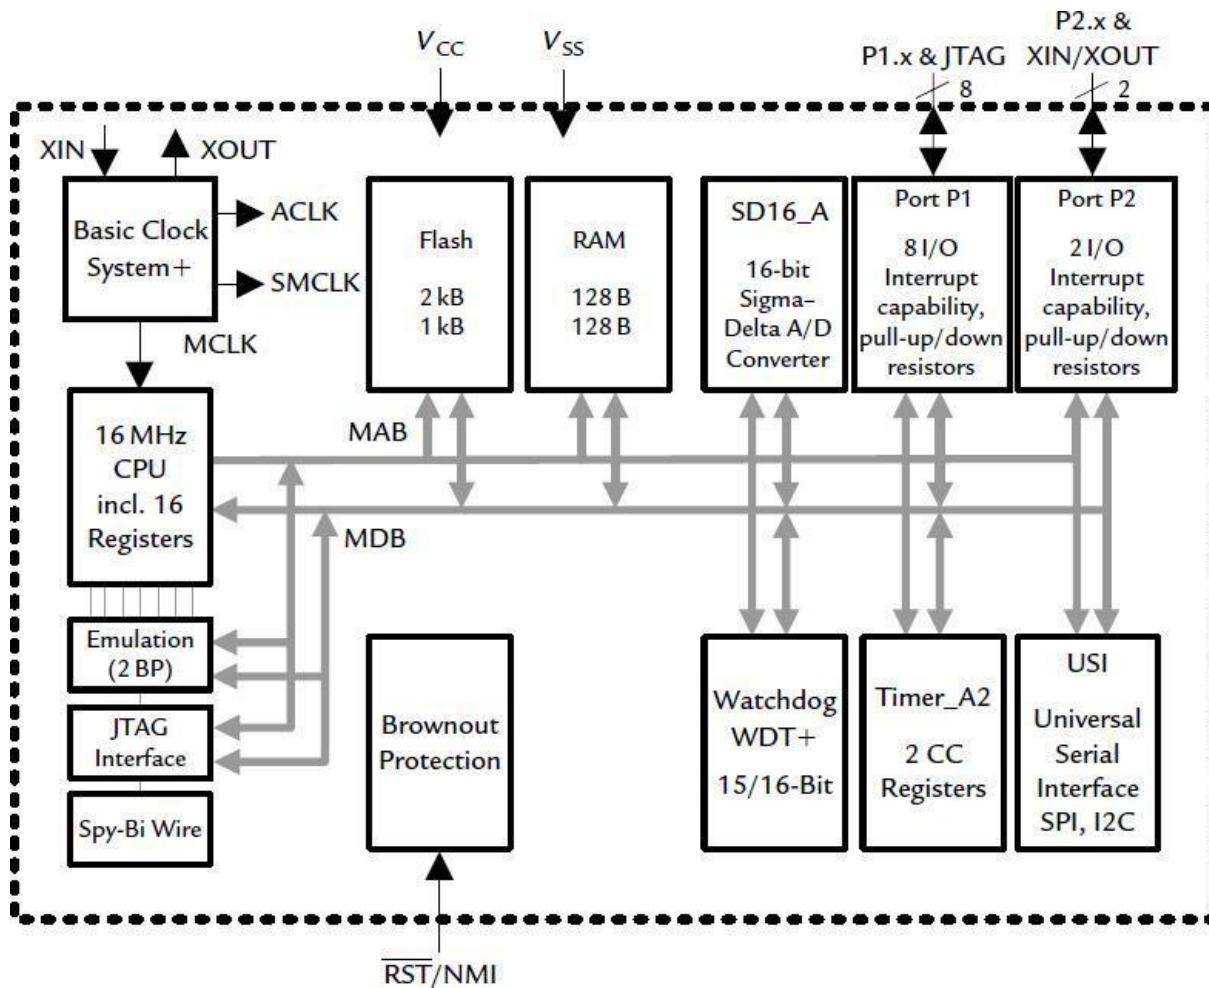 V_CC
V_SS
P1.x & JTAG
8
P2.x &
XIN/XOUT
2
XIN
XOUT
Basic Clock
System+
ACLK
SMCLK
MCLK
Flash
2 kB
1 kB
RAM
128 B
128 B
SD16_A
16-bit
Sigma–
Delta A/D
Converter
Port P1
8 I/O
Interrupt
capability,
pull-up/down
resistors
Port P2
2 I/O
Interrupt
capability,
pull-up/down
resistors
16 MHz
CPU
incl. 16
Registers
MAB
MDB
Emulation
(2 BP)
JTAG
Interface
Spy-Bi Wire
Brownout
Protection
Watchdog
WDT+
15/16-Bit
Timer_A2
2 CC
Registers
USI
Universal
Serial
Interface
SPI, I2C
R̅S̅T̅/NMI